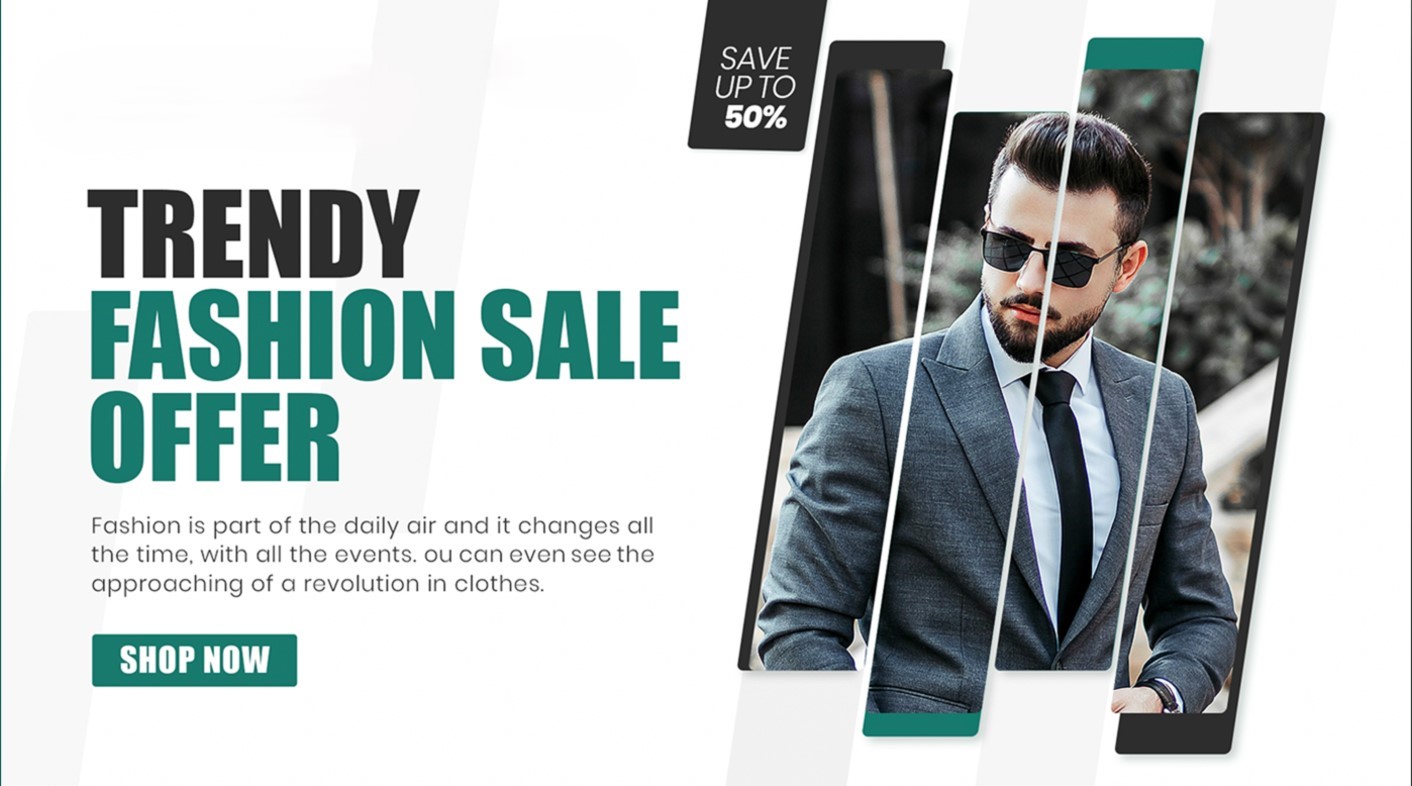 SAVE
UP TO
50%
TRENDY
FASHION SALE
OFFER
Fashion is part of the daily air and it changes all
the time, with all the events. ou can even see the
approaching of a revolution in clothes.
SHOP NOW